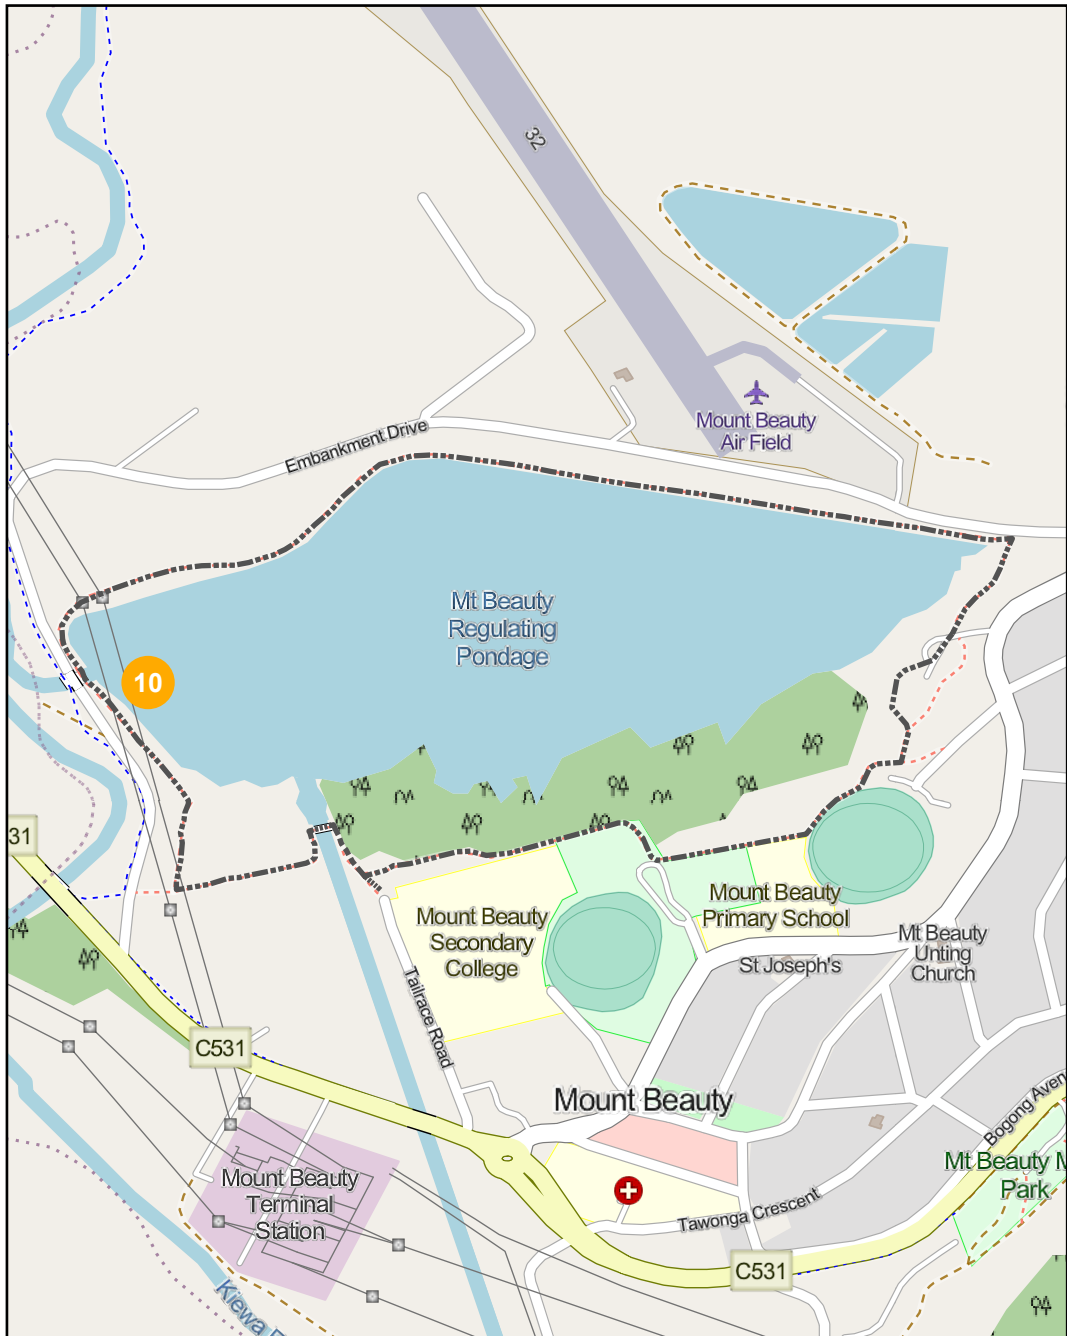 32
Mount Beauty
Air Field
Embankment Drive
Mt Beauty
Regulating
Pondage
10
31
Mount Beauty
Primary School
Mount Beauty
Secondary
College
Mt Beauty
Unting
Church
St Joseph's
Tailrace Road
C531
Mount Beauty
Bogong Aven
Mt Beauty M
Park
Mount Beauty
Terminal
Station
Tawonga Crescent
C531
Kiewa